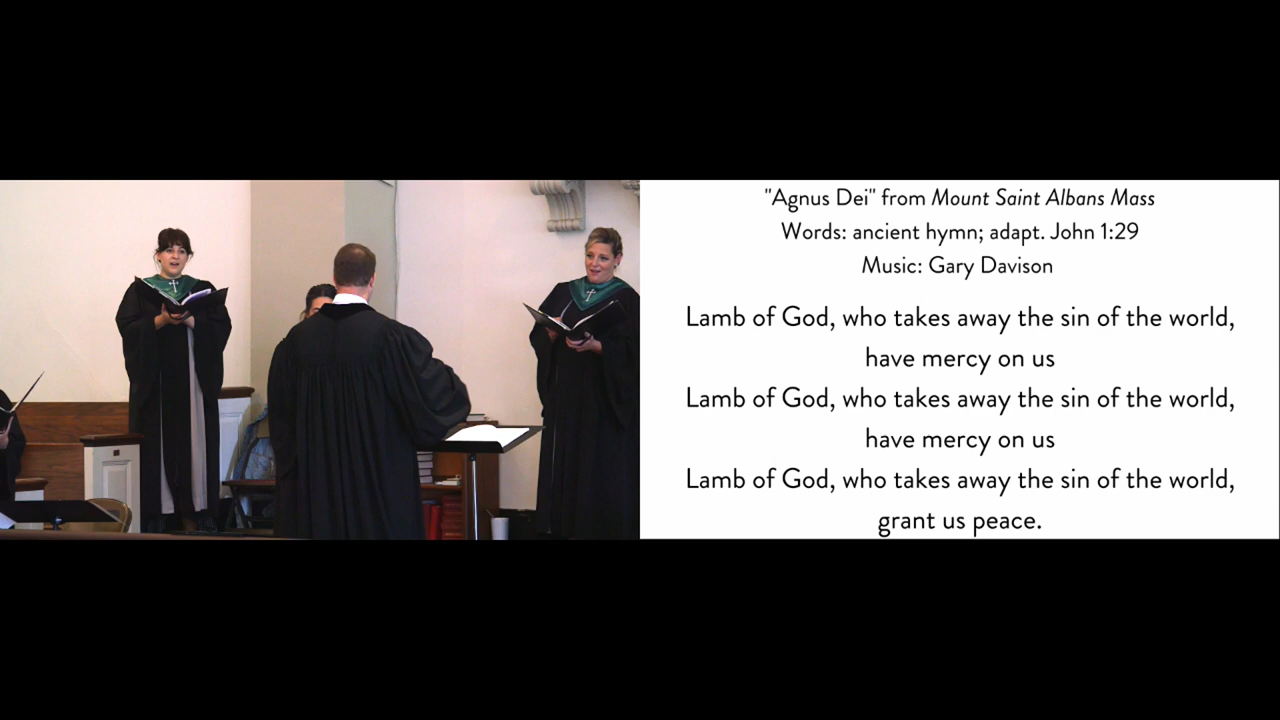 "Agnus Dei" from Mount Saint Albans Mass
Words: ancient hymn; adapt. John 1:29
Music: Gary Davison
Lamb of God, who takes away the sin of the world,
have mercy on us
Lamb of God, who takes away the sin of the world,
have mercy on us
Lamb of God, who takes away the sin of the world,
grant us peace.